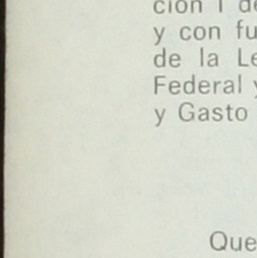 ción I de
y con fu
de la Le
Federal y
y Gasto
Que